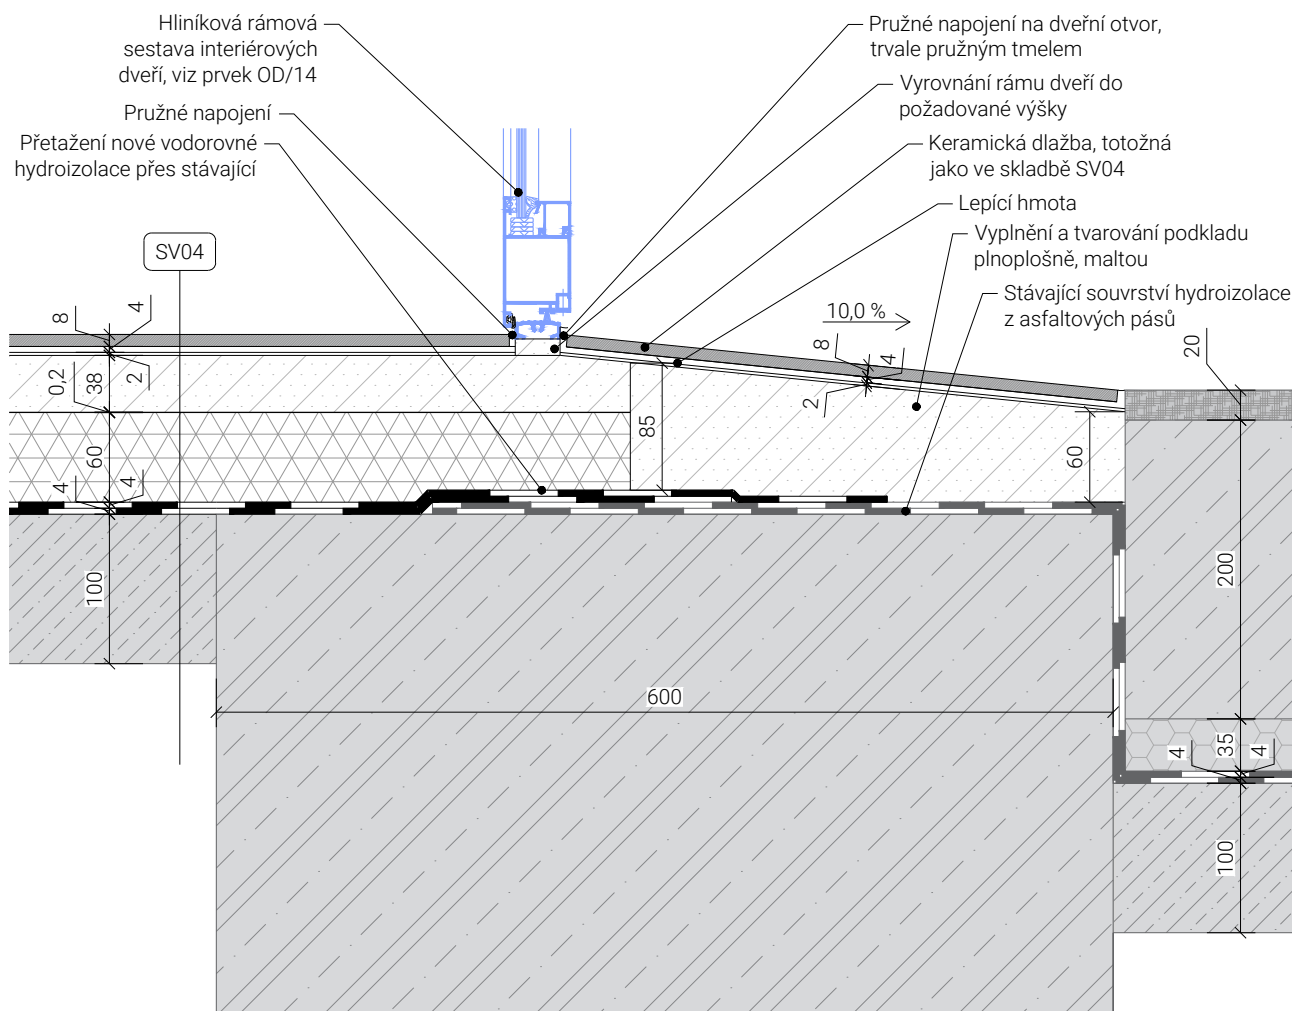 Hliníková rámová
sestava interiérových
dveří, viz prvek OD/14
Pružné napojení
Přetažení nové vodorovné
hydroizolace přes stávající
Pružné napojení na dveřní otvor,
trvale pružným tmelem
Vyrovnání rámu dveří do
požadované výšky
Keramická dlažba, totožná
jako ve skladbě SV04
Lepící hmota
Vyplnění a tvarování podkladu
plnoplošně, maltou
Stávající souvrství hydroizolace
z asfaltových pásů
SV04
10,0 %
8
4
0,2
38
2
60
4
4
100
85
8
4
2
60
20
200
600
4
35
4
100